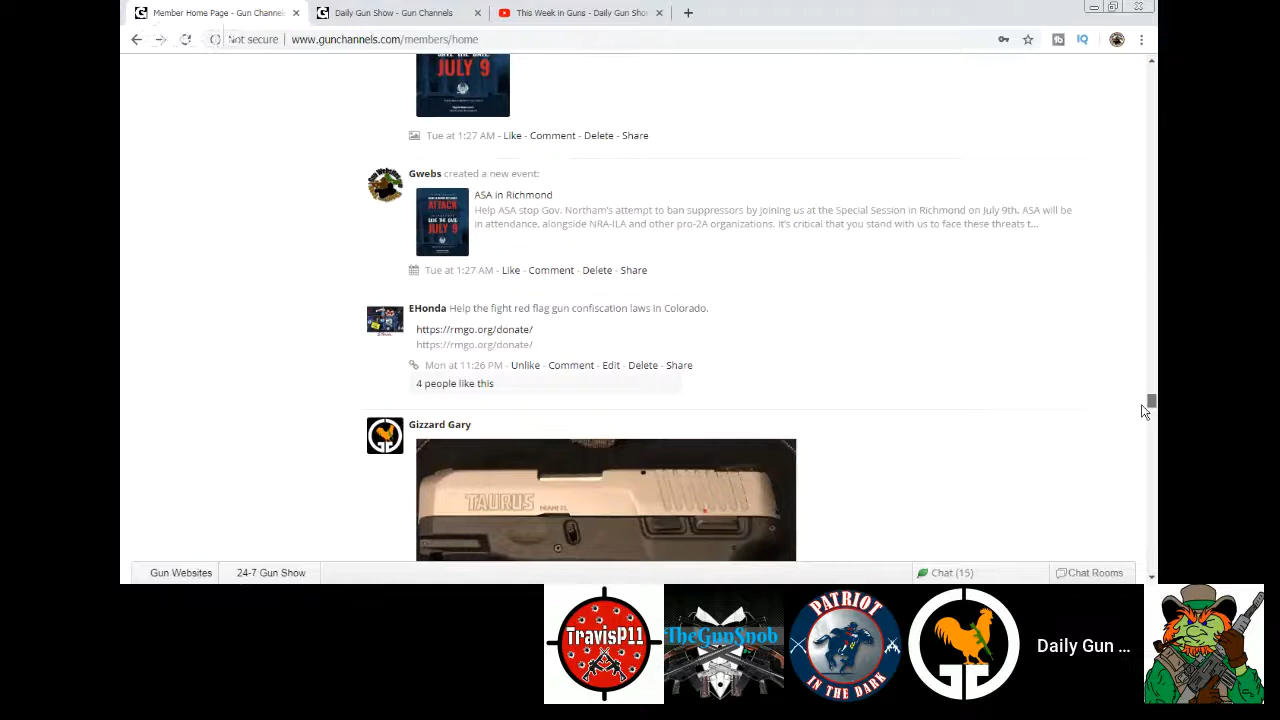 Member Home Page - Gun Channel
Daily Gun Show - Gun Channels
This Week in Guns - Daily Gun Sho
Not secure
www.gunchannels.com/members/home
JULY 9
Tue at 1:27 AM - Like - Comment - Delete - Share
Gwebs created a new event:
ASA in Richmond
Help ASA stop Gov. Northam's attempt to ban suppressors by joining us at the Special Session in Richmond on July 9th. ASA will be
in attendance, alongside NRA-ILA and other pro-2A organizations. It's critical that you stand with us to face these threats t...
ATTACK
SAVE THE DATE
JULY 9
Tue at 1:27 AM - Like - Comment - Delete - Share
EHonda Help the fight red flag gun confiscation laws in Colorado.
https://rmgo.org/donate/
https://rmgo.org/donate/
Mon at 11:26 PM - Unlike - Comment - Edit - Delete - Share
4 people like this
Gizzard Gary
TAURUS
MIAMI FL
Gun Websites
24-7 Gun Show
Chat (15)
Chat Rooms
TravisP11
TheGunSnob
PATRIOT
IN THE DARK
GG
Daily Gun ...